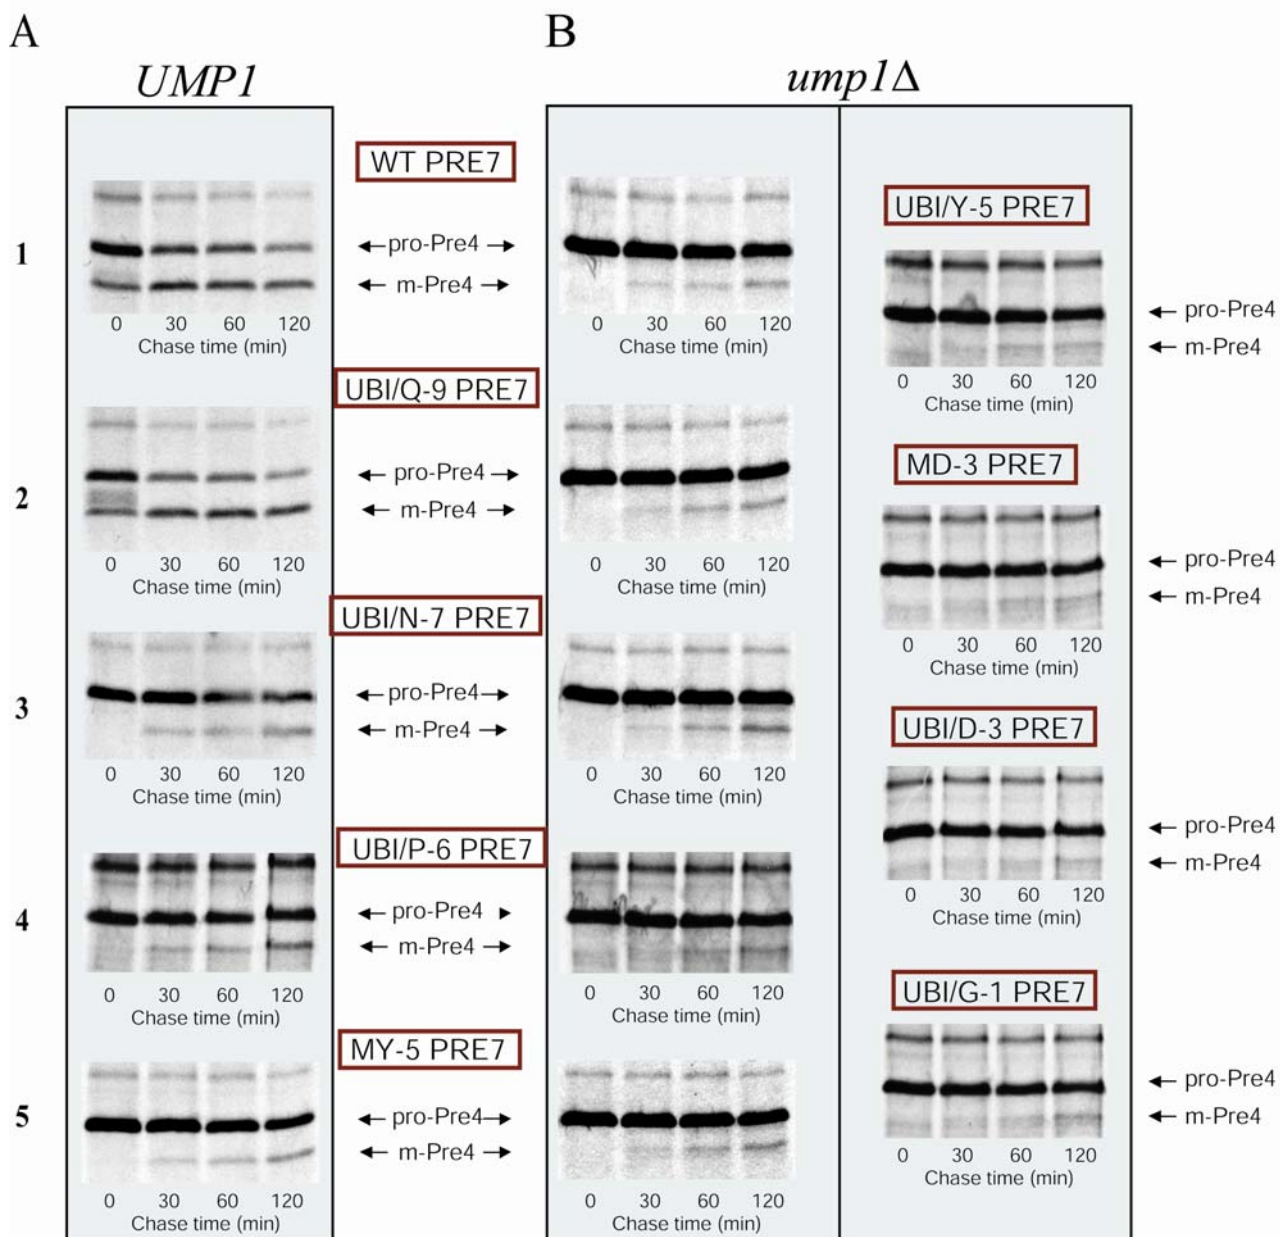 A
B
UMP1
ump1Δ
WT PRE7
1
←pro-Pre4→
← m-Pre4 →
0 30 60 120
Chase time (min)
0 30 60 120
Chase time (min)
UBI/Q-9 PRE7
2
←pro-Pre4→
← m-Pre4 →
0 30 60 120
Chase time (min)
0 30 60 120
Chase time (min)
UBI/N-7 PRE7
3
←pro-Pre4→
← m-Pre4 →
0 30 60 120
Chase time (min)
0 30 60 120
Chase time (min)
UBI/P-6 PRE7
4
← pro-Pre4 ►
← m-Pre4 →
0 30 60 120
Chase time (min)
0 30 60 120
Chase time (min)
MY-5 PRE7
5
←pro-Pre4→
← m-Pre4 →
0 30 60 120
Chase time (min)
0 30 60 120
Chase time (min)
UBI/Y-5 PRE7
← pro-Pre4
← m-Pre4
0 30 60 120
Chase time (min)
MD-3 PRE7
← pro-Pre4
← m-Pre4
0 30 60 120
Chase time (min)
UBI/D-3 PRE7
← pro-Pre4
← m-Pre4
0 30 60 120
Chase time (min)
UBI/G-1 PRE7
← pro-Pre4
← m-Pre4
0 30 60 120
Chase time (min)